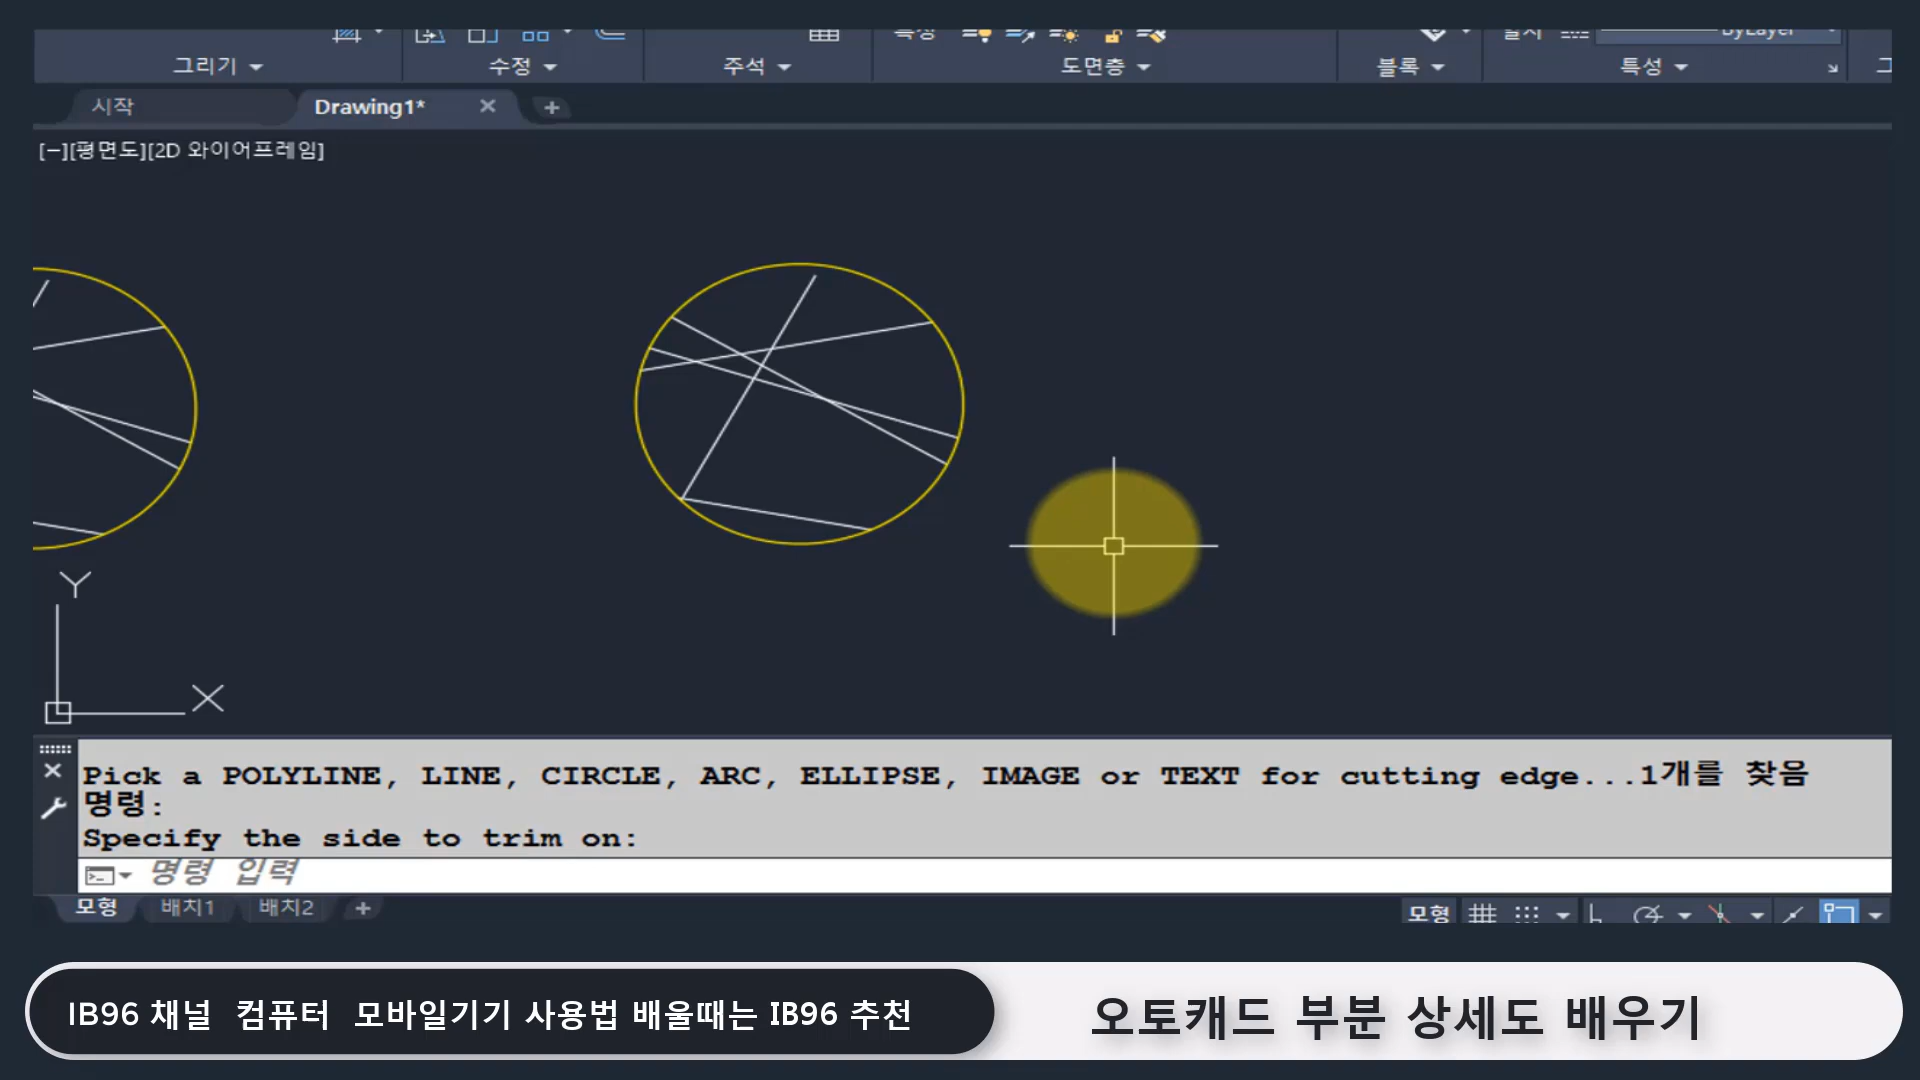 그리기
수정
주석
도면층
블록
특성
시작
Drawing1*
[−][평면도][2D 와이어프레임]
Y
X
Pick a POLYLINE, LINE, CIRCLE, ARC, ELLIPSE, IMAGE or TEXT for cutting edge...1개를 찾음
명령:
Specify the side to trim on:
명령 입력
모형 배치1 배치2
모형
IB96 채널 컴퓨터 모바일기기 사용법 배울때는 IB96 추천
오토캐드 부분 상세도 배우기